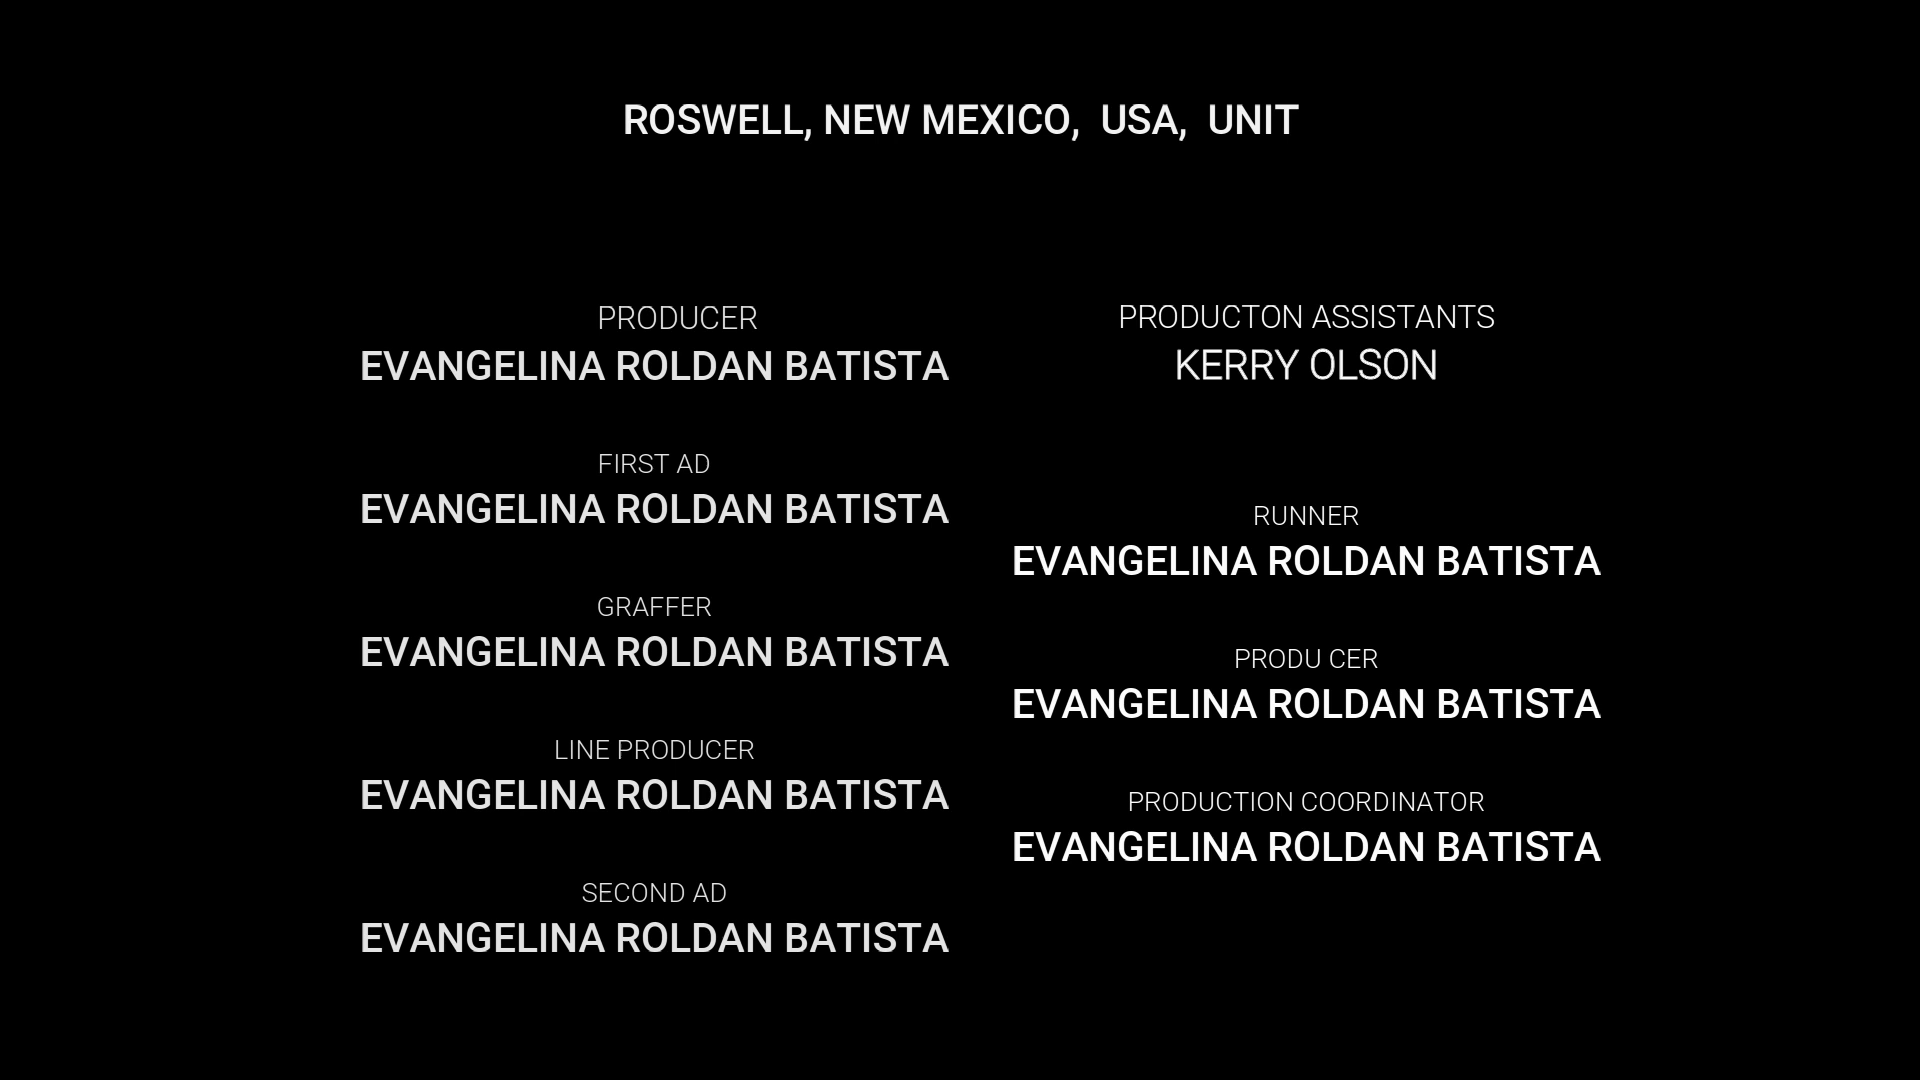 ROSWELL, NEW MEXICO,  USA,  UNIT
PRODUCER
EVANGELINA ROLDAN BATISTA
FIRST AD
EVANGELINA ROLDAN BATISTA
GRAFFER
EVANGELINA ROLDAN BATISTA
LINE PRODUCER
EVANGELINA ROLDAN BATISTA
SECOND AD
EVANGELINA ROLDAN BATISTA
PRODUCTON ASSISTANTS
KERRY OLSON
RUNNER
EVANGELINA ROLDAN BATISTA
PRODU CER
EVANGELINA ROLDAN BATISTA
PRODUCTION COORDINATOR
EVANGELINA ROLDAN BATISTA